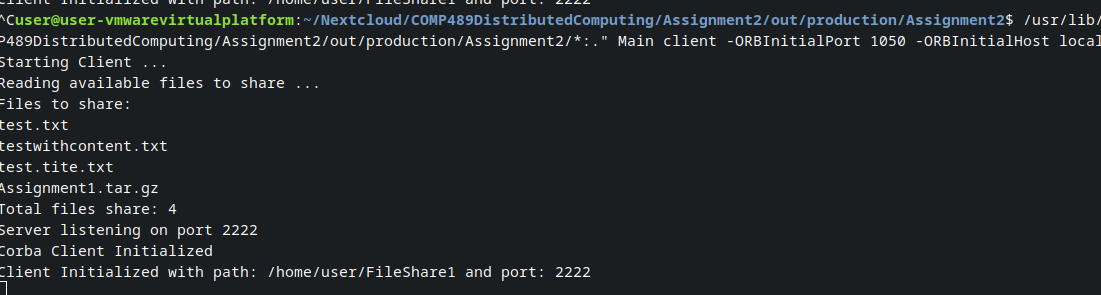 Client Initialized with path: /home/user/FileShare1 and port: 2222
^Cuser@user-vmwarevirtualplatform:~/Nextcloud/COMP489DistributedComputing/Assignment2/out/production/Assignment2$ /usr/lib/
P489DistributedComputing/Assignment2/out/production/Assignment2/*:." Main client -ORBInitialPort 1050 -ORBInitialHost local
Starting Client ...
Reading available files to share ...
Files to share:
test.txt
testwithcontent.txt
test.tite.txt
Assignment1.tar.gz
Total files share: 4
Server listening on port 2222
Corba Client Initialized
Client Initialized with path: /home/user/FileShare1 and port: 2222